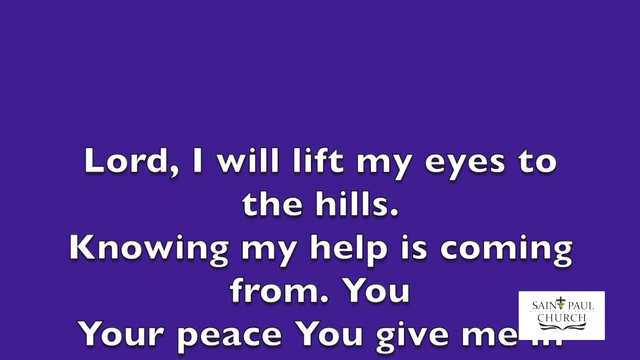 Lord, I will lift my eyes to
the hills.
Knowing my help is coming
from. You
Your peace You give me in
SAINT PAUL
CHURCH